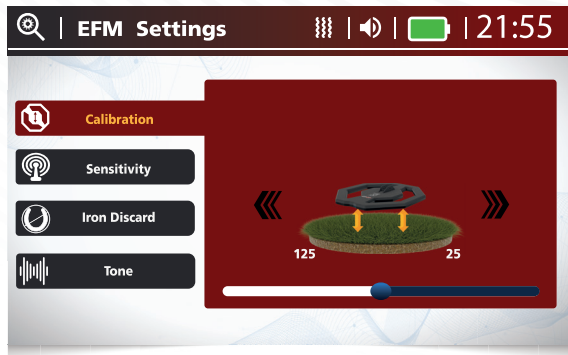 EFM Settings
21:55
Calibration
Sensitivity
Iron Discard
Tone
125
25